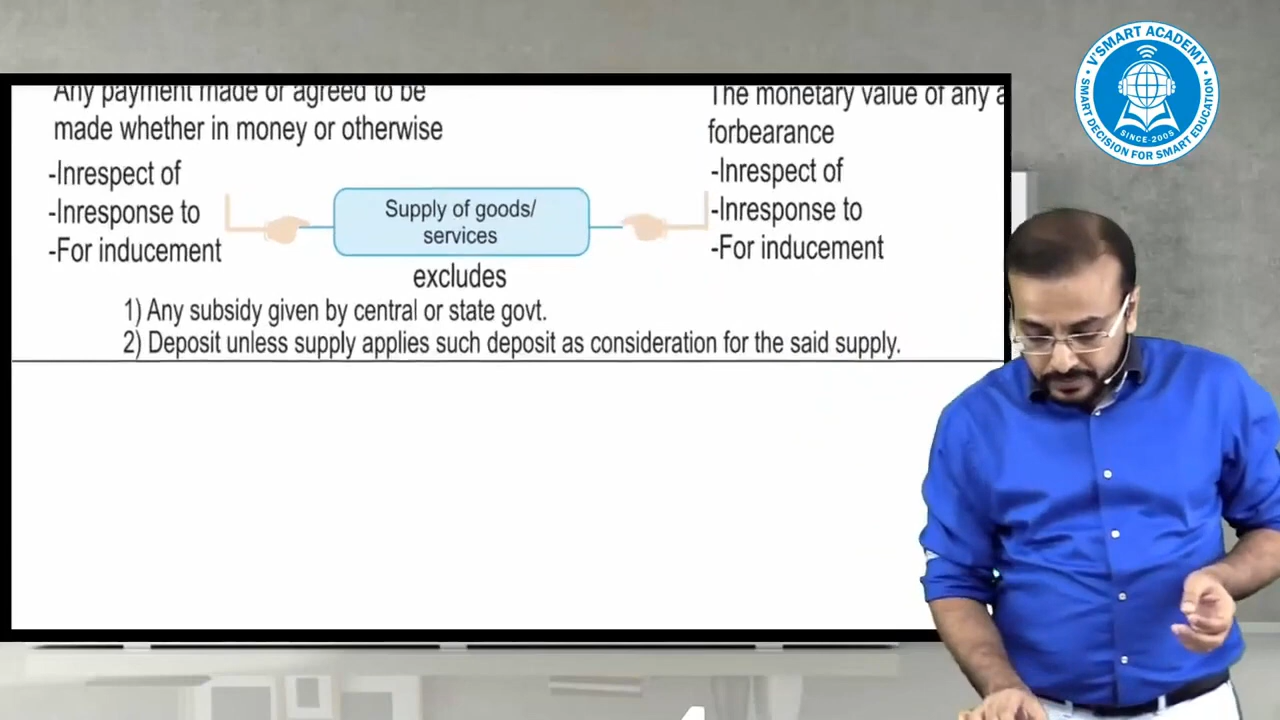 Any payment made or agreed to be
made whether in money or otherwise
-Inrespect of
-Inresponse to
-For inducement
Supply of goods/
services
The monetary value of any
forbearance
-Inrespect of
-Inresponse to
-For inducement
excludes
1) Any subsidy given by central or state govt.
2) Deposit unless supply applies such deposit as consideration for the said supply.
V'SMART ACADEMY
SINCE-2005
SMART DECISION FOR SMART EDUCATION